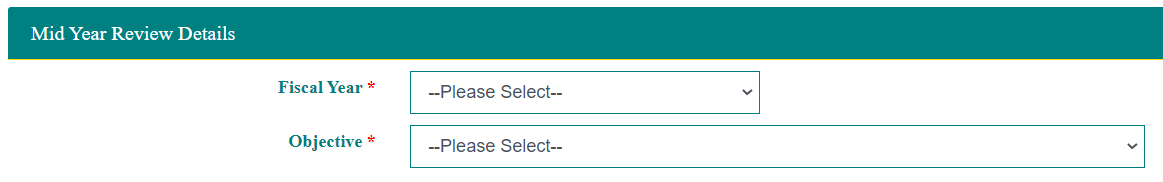 Mid Year Review Details
Fiscal Year * --Please Select--
Objective * --Please Select--